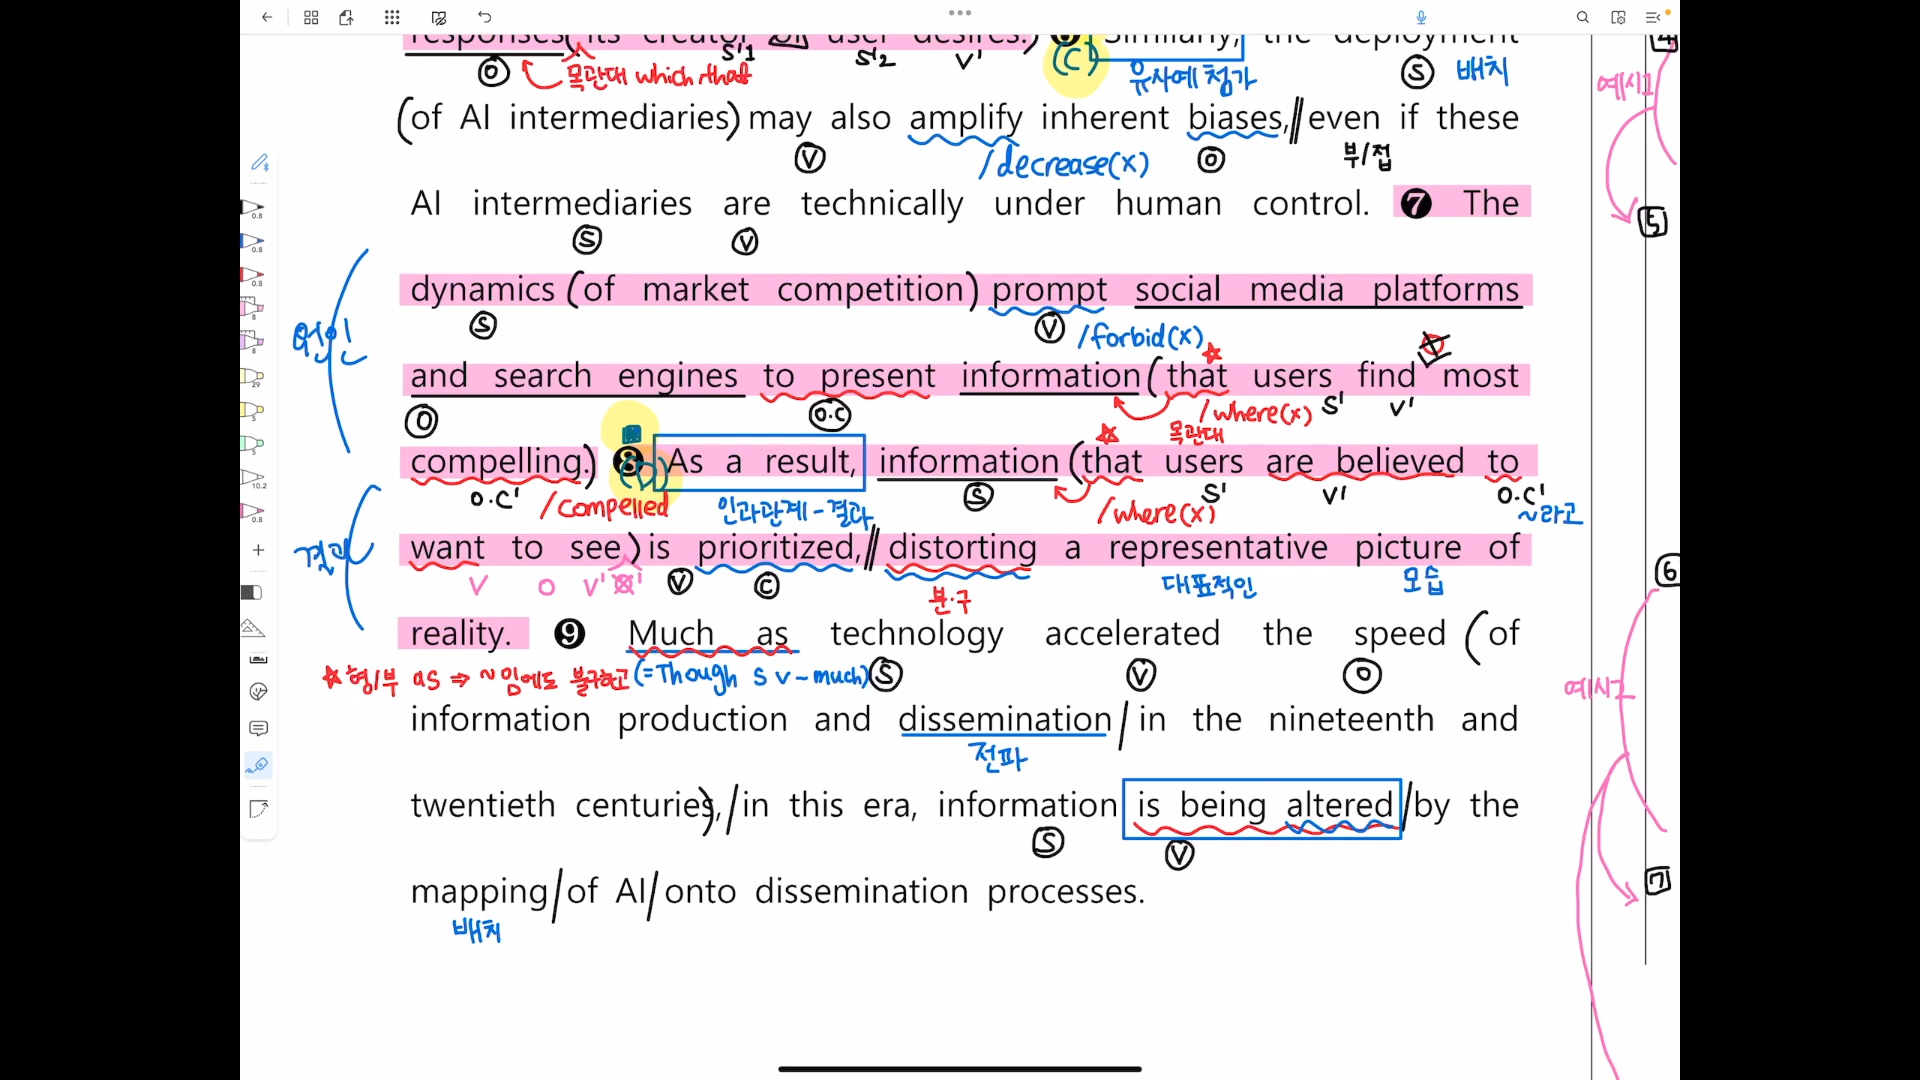 responses its creator or user desires.) ❻ Similarly, the deployment
S'1 S'2 V' (C)
O 목관대 which that 유사예 첨가 S 배치
예시1
(of AI intermediaries) may also amplify inherent biases, // even if these
V /decrease(x) O 부/접
AI intermediaries are technically under human control. ❼ The
5
S V
dynamics (of market competition) prompt social media platforms
S V /forbid(x)
원인
and search engines to present information (that users find most
O O.C /where(x) S' V'
목관대
compelling.) ❽ As a result, information (that users are believed to
O.C' /compelled 인과관계-결과 S /where(x) S' V' O.C' ~라고
결과
want to see) is prioritized, // distorting a representative picture of
V O V' V C 분.구 대표적인 모습
6
reality. ❾ Much as technology accelerated the speed (of
★형/부 as ⇒ ~임에도 불구하고 (=Though S V ~ much) S V O
예시2
information production and dissemination / in the nineteenth and
전파
twentieth centuries), / in this era, information is being altered / by the
S V
7
mapping / of AI / onto dissemination processes.
배치